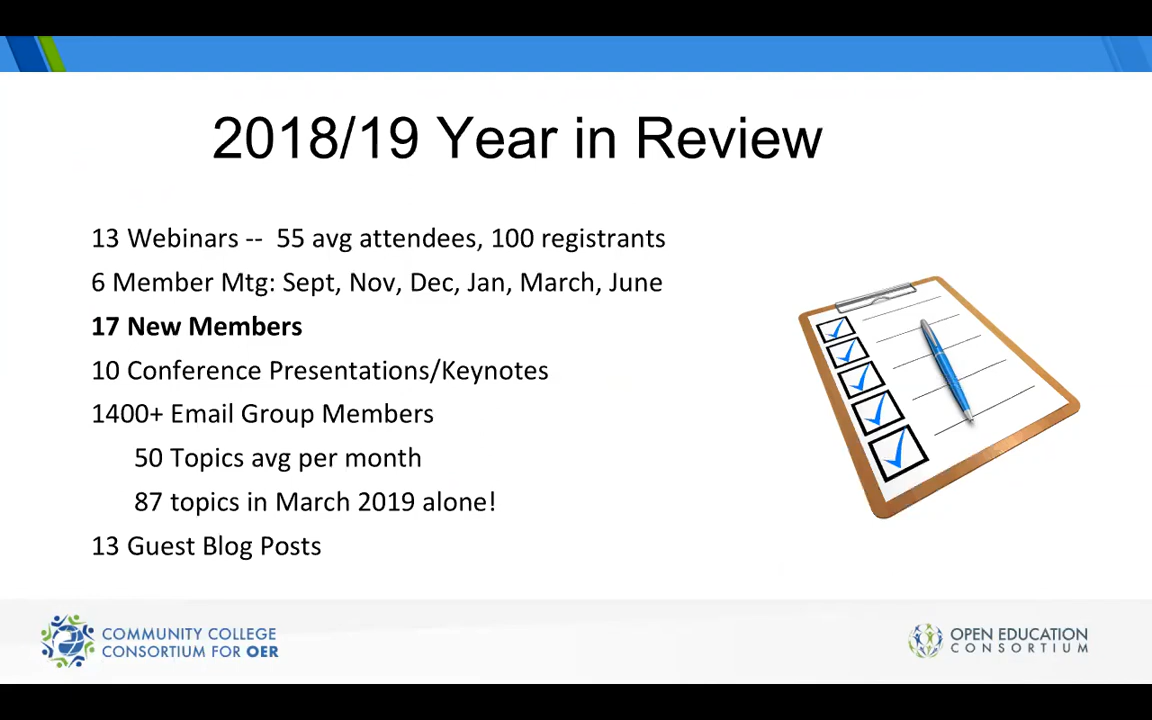 2018/19 Year in Review
13 Webinars --  55 avg attendees, 100 registrants
6 Member Mtg: Sept, Nov, Dec, Jan, March, June
17 New Members
10 Conference Presentations/Keynotes
1400+ Email Group Members
50 Topics avg per month
87 topics in March 2019 alone!
13 Guest Blog Posts
COMMUNITY COLLEGE
CONSORTIUM FOR OER
OPEN EDUCATION
CONSORTIUM